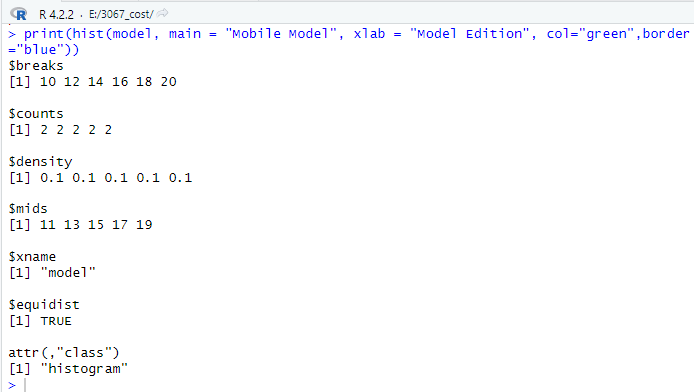 R 4.2.2 · E:/3067_cost/
> print(hist(model, main = "Mobile Model", xlab = "Model Edition", col="green",border
="blue"))
$breaks
[1] 10 12 14 16 18 20
$counts
[1] 2 2 2 2 2
$density
[1] 0.1 0.1 0.1 0.1 0.1
$mids
[1] 11 13 15 17 19
$xname
[1] "model"
$equidist
[1] TRUE
attr(,"class")
[1] "histogram"
>